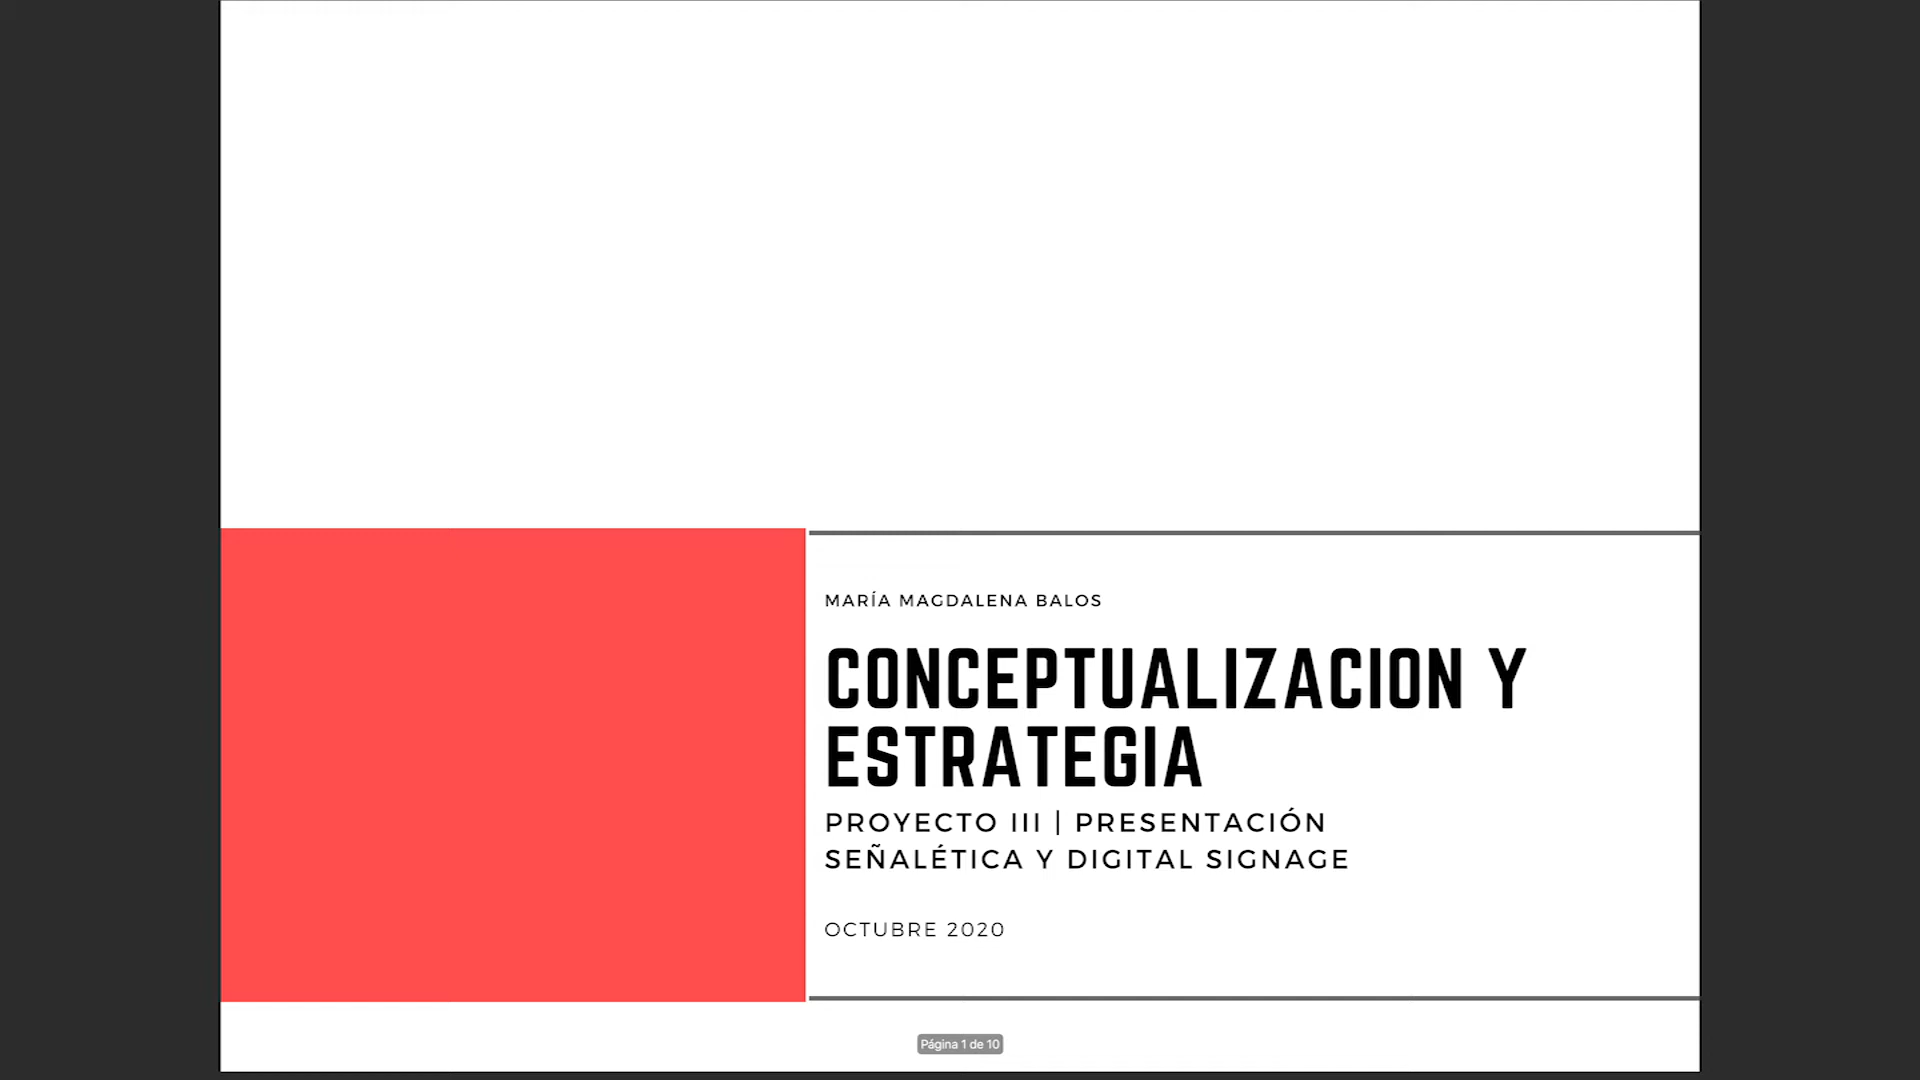 MARÍA MAGDALENA BALOS
CONCEPTUALIZACION Y
ESTRATEGIA
PROYECTO III | PRESENTACIÓN
SEÑALÉTICA Y DIGITAL SIGNAGE
OCTUBRE 2020
Página 1 de 10